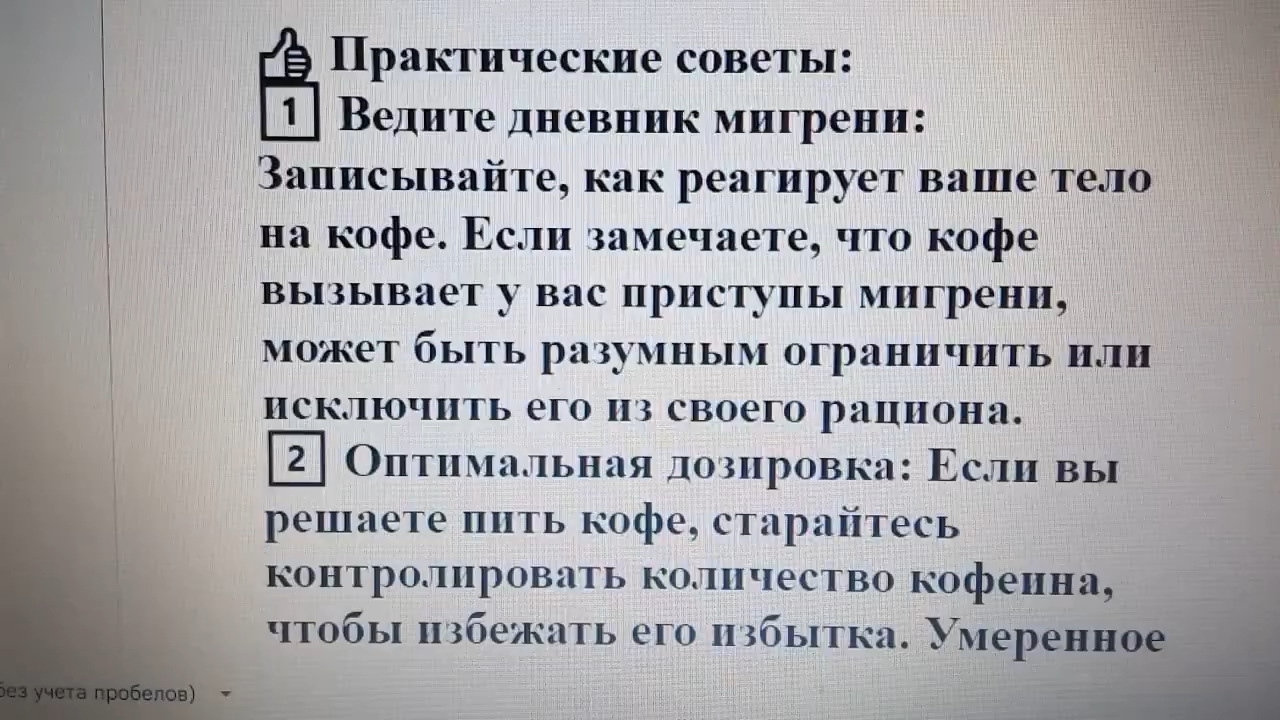 👍 Практические советы:
1 Ведите дневник мигрени:
Записывайте, как реагирует ваше тело
на кофе. Если замечаете, что кофе
вызывает у вас приступы мигрени,
может быть разумным ограничить или
исключить его из своего рациона.
2 Оптимальная дозировка: Если вы
решаете пить кофе, старайтесь
контролировать количество кофеина,
чтобы избежать его избытка. Умеренное
без учета пробелов)